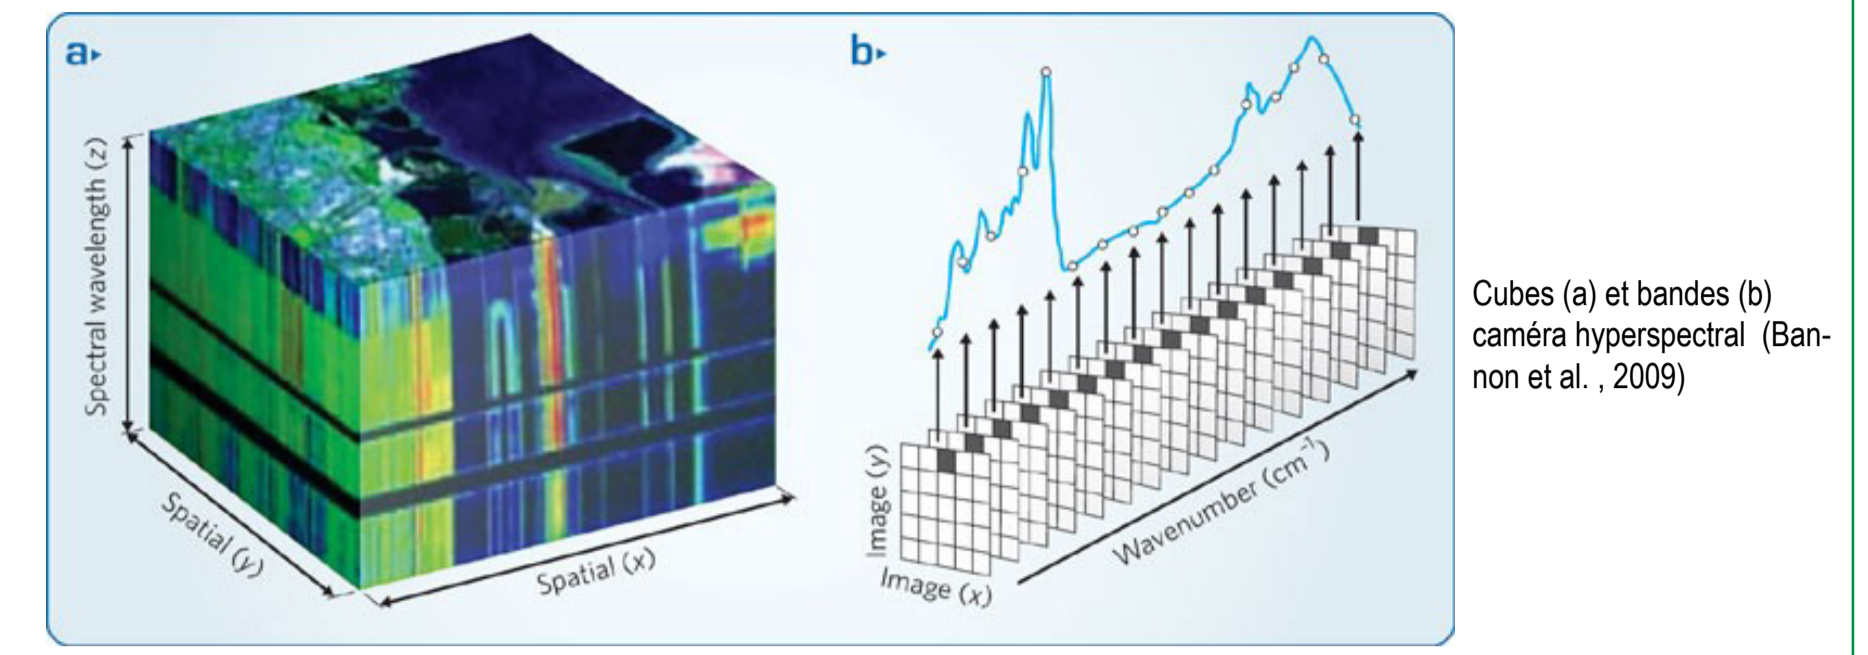 a
Spectral wavelength (z)
Spatial (y)
Spatial (x)
b
Image (y)
Image (x)
Wavenumber (cm⁻¹)
Cubes (a) et bandes (b)
caméra hyperspectral (Ban-
non et al. , 2009)